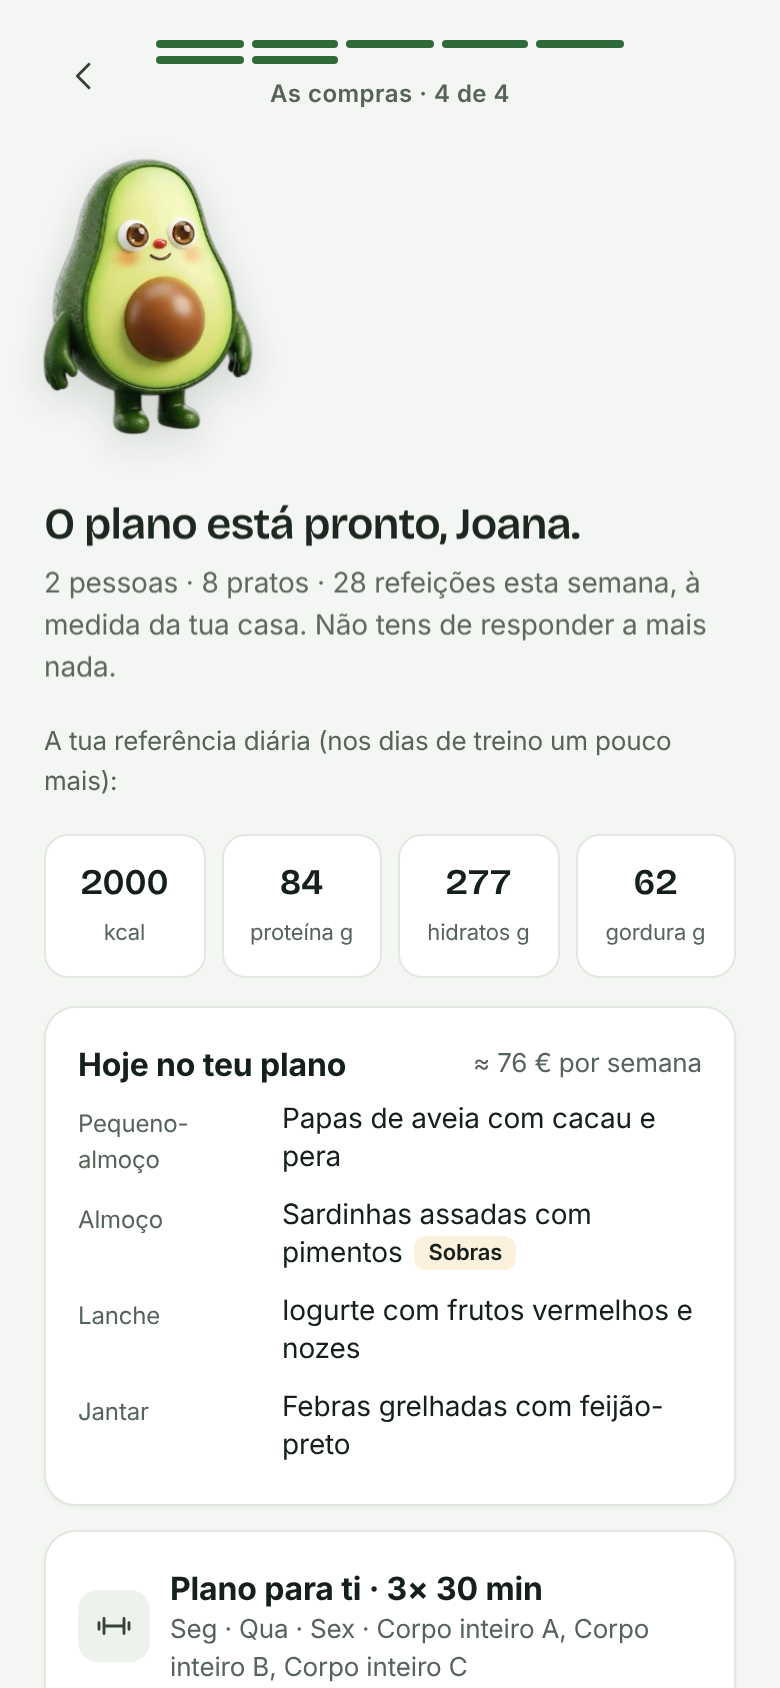 As compras · 4 de 4
O plano está pronto, Joana.
2 pessoas · 8 pratos · 28 refeições esta semana, à
medida da tua casa. Não tens de responder a mais
nada.
A tua referência diária (nos dias de treino um pouco
mais):
2000
kcal
84
proteína g
277
hidratos g
62
gordura g
Hoje no teu plano
≈ 76 € por semana
Pequeno-
almoço
Papas de aveia com cacau e
pera
Almoço
Sardinhas assadas com
pimentos Sobras
Lanche
Iogurte com frutos vermelhos e
nozes
Jantar
Febras grelhadas com feijão-
preto
Plano para ti · 3× 30 min
Seg · Qua · Sex · Corpo inteiro A, Corpo
inteiro B, Corpo inteiro C